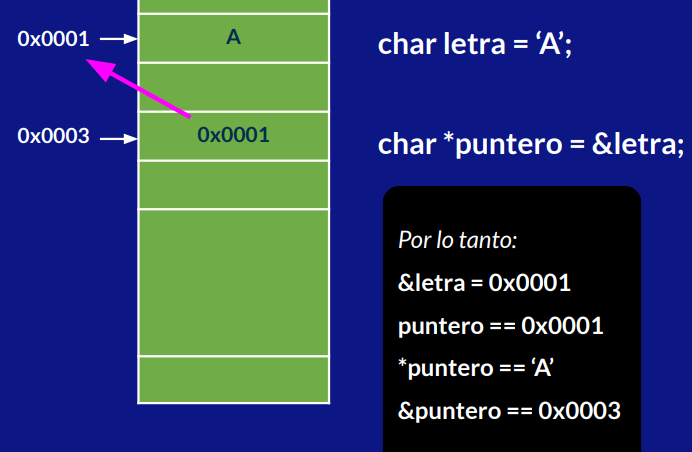 0x0001
A
char letra = ‘A’;
0x0003
0x0001
char *puntero = &letra;
Por lo tanto:
&letra = 0x0001
puntero == 0x0001
*puntero == ‘A’
&puntero == 0x0003